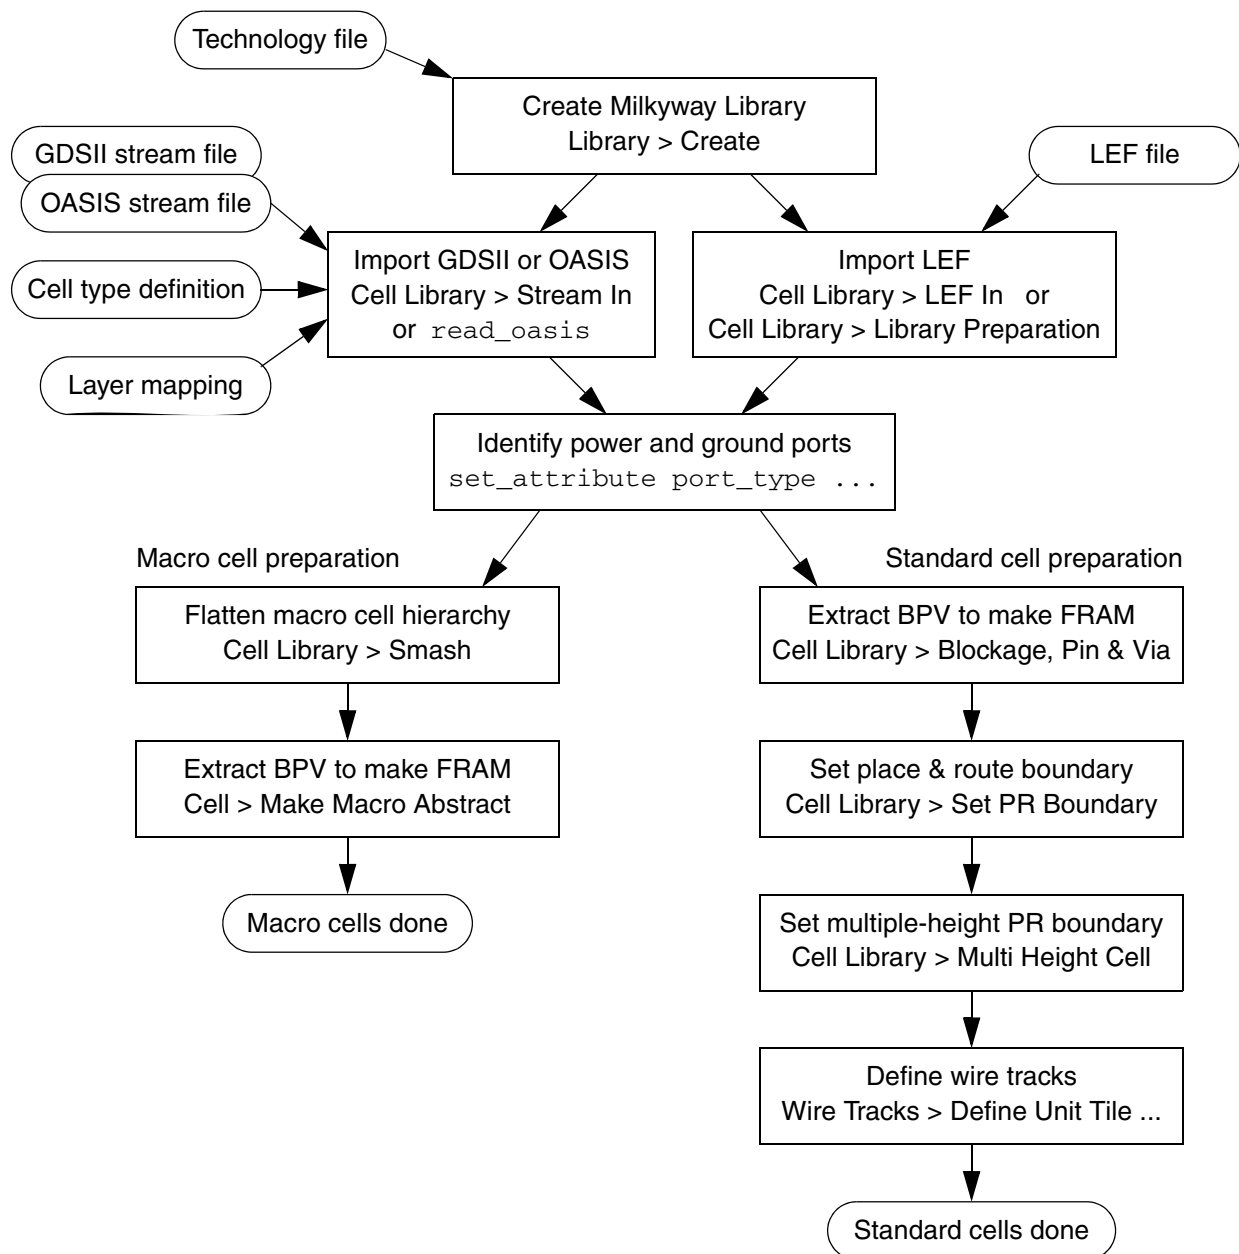 Technology file
Create Milkyway Library
Library > Create
GDSII stream file
OASIS stream file
LEF file
Cell type definition
Layer mapping
Import GDSII or OASIS
Cell Library > Stream In
or read_oasis
Import LEF
Cell Library > LEF In or
Cell Library > Library Preparation
Identify power and ground ports
set_attribute port_type ...
Macro cell preparation
Flatten macro cell hierarchy
Cell Library > Smash
Extract BPV to make FRAM
Cell > Make Macro Abstract
Macro cells done
Standard cell preparation
Extract BPV to make FRAM
Cell Library > Blockage, Pin & Via
Set place & route boundary
Cell Library > Set PR Boundary
Set multiple-height PR boundary
Cell Library > Multi Height Cell
Define wire tracks
Wire Tracks > Define Unit Tile ...
Standard cells done